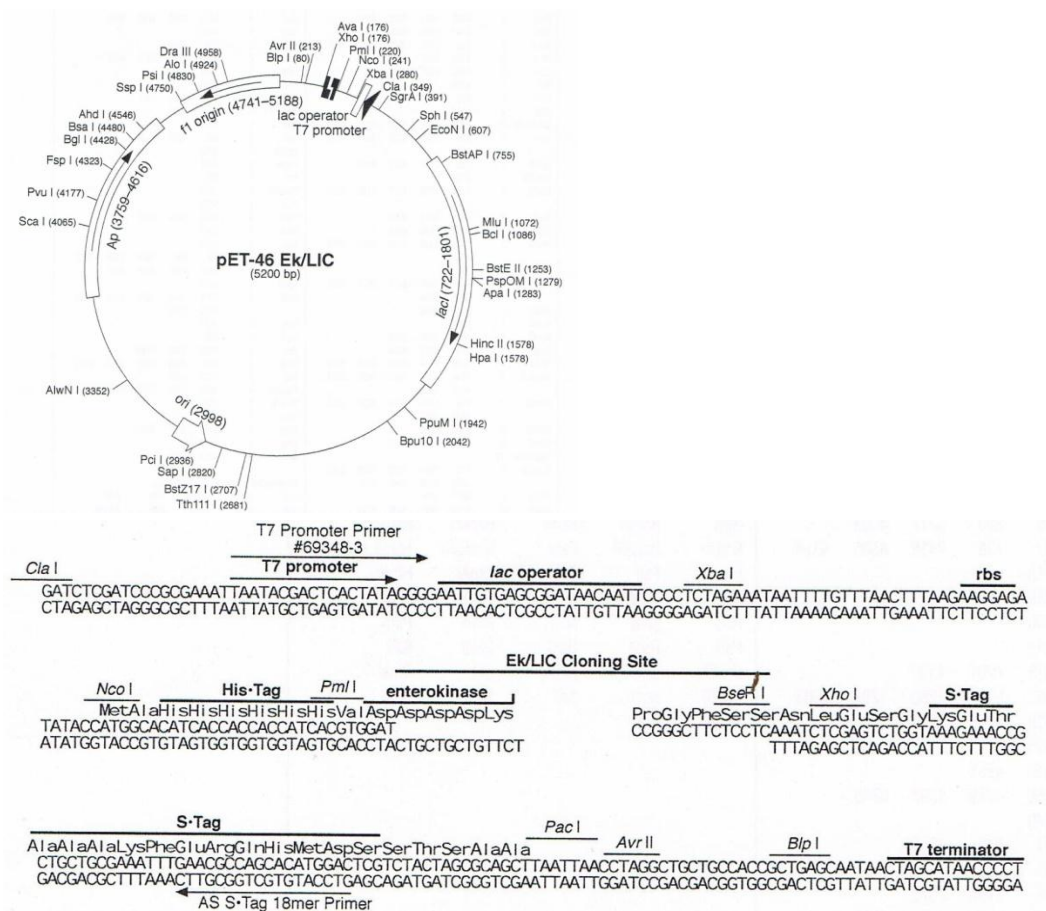 Ava I (176)
Xho I (176)
Avr II (213)
Pml I (220)
Blp I (80)
Nco I (241)
Xba I (280)
Cla I (349)
SgrA I (391)
Dra III (4958)
Alo I (4924)
Psi I (4830)
Ssp I (4750)
f1 origin (4741–5188)
lac operator
T7 promoter
Sph I (547)
EcoN I (607)
BstAP I (755)
Ahd I (4546)
Bsa I (4480)
Bgl I (4428)
Fsp I (4323)
Pvu I (4177)
Sca I (4065)
Ap (3759–4616)
Mlu I (1072)
Bcl I (1086)
pET-46 Ek/LIC
(5200 bp)
lacI (722–1801)
BstE II (1253)
PspOM I (1279)
Apa I (1283)
Hinc II (1578)
Hpa I (1578)
AlwN I (3352)
ori (2998)
PpuM I (1942)
Bpu10 I (2042)
Pci I (2936)
Sap I (2820)
BstZ17 I (2707)
Tth111 I (2681)
T7 Promoter Primer
#69348-3
Cla I T7 promoter lac operator Xba I rbs
GATCTCGATCCCGCGAAATTAATACGACTCACTATAGGGGAATTGTGAGCGGATAACAATTCCCCTCTAGAAATAATTTTGTTTAACTTTAAGAAGGAGA
CTAGAGCTAGGGCGCTTTAATTATGCTGAGTGATATCCCCTTAACACTCGCCTATTGTTAAGGGGAGATCTTTATTAAAACAAATTGAAATTCTTCCTCT
Ek/LIC Cloning Site
Nco I His•Tag Pml I enterokinase BseR I Xho I S•Tag
MetAlaHisHisHisHisHisHisValAspAspAspAspLys ProGlyPheSerSerAsnLeuGluSerGlyLysGluThr
TATACCATGGCACATCACCACCACCATCACGTGGAT CCGGGCTTCTCCTCAAATCTCGAGTCTGGTAAAGAAACCG
ATATGGTACCGTGTAGTGGTGGTGGTAGTGCACCTACTGCTGCTGTTCT TTTAGAGCTCAGACCATTTCTTTGGC
S•Tag Pac I Avr II Blp I T7 terminator
AlaAlaAlaLysPheGluArgGlnHisMetAspSerSerThrSerAlaAla
CTGCTGCGAAATTTGAACGCCAGCACATGGACTCGTCTACTAGCGCAGCTTAATTAACCTAGGCTGCTGCCACCGCTGAGCAATAACTAGCATAACCCCT
GACGACGCTTTAAACTTGCGGTCGTGTACCTGAGCAGATGATCGCGTCGAATTAATTGGATCCGACGACGGTGGCGACTCGTTATTGATCGTATTGGGGA
AS S•Tag 18mer Primer